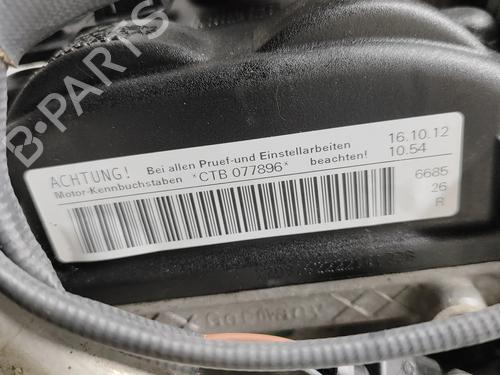 ACHTUNG! Bei allen Pruef-und Einstellarbeiten
Motor-Kennbuchstaben *CTB 077896* beachten!
16.10.12
10.54
6685
26
R
Germany
B-Parts